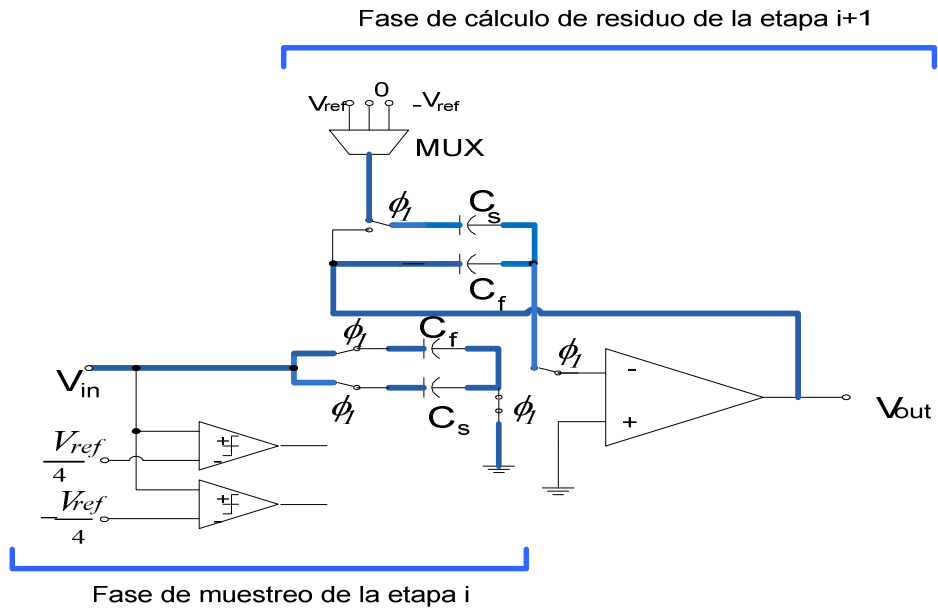 Fase de cálculo de residuo de la etapa i+1
Vref 0 -Vref
MUX
ϕ1 Cs
Cf
ϕ1 Cf
Vin
ϕ1 Cs ϕ1
ϕ1
-
+
Vout
Vref
4
+
-
-Vref
4
+
-
Fase de muestreo de la etapa i